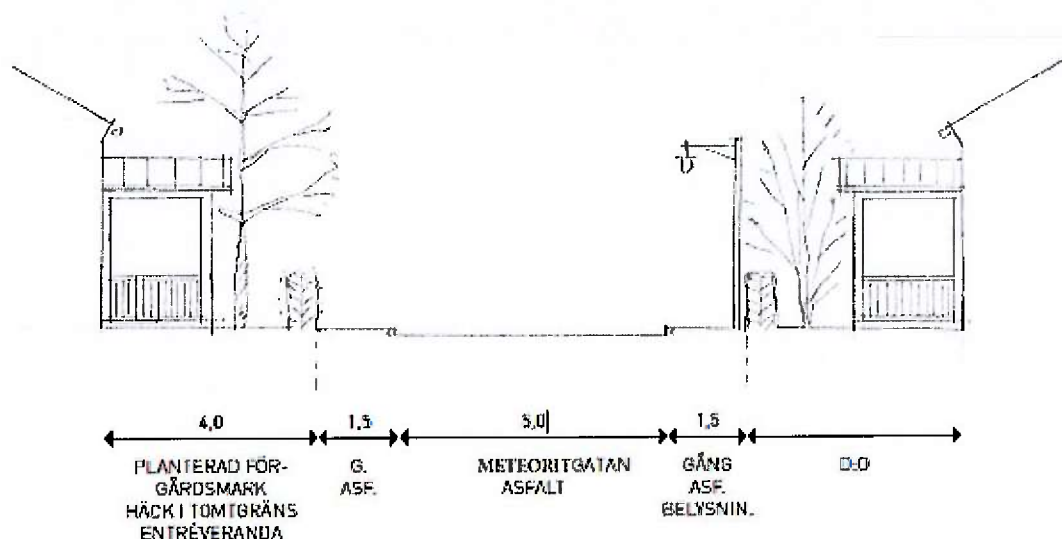 4,0 1,5 5,0 1,5
PLANTERAD FÖR-
GÅRDSMARK
HÄCK I TOMTGRÄNS
ENTRÉVERANDA
G.
ASF.
METEORITGATAN
ASFALT
GÅNG
ASF.
BELYSNIN.
D:O